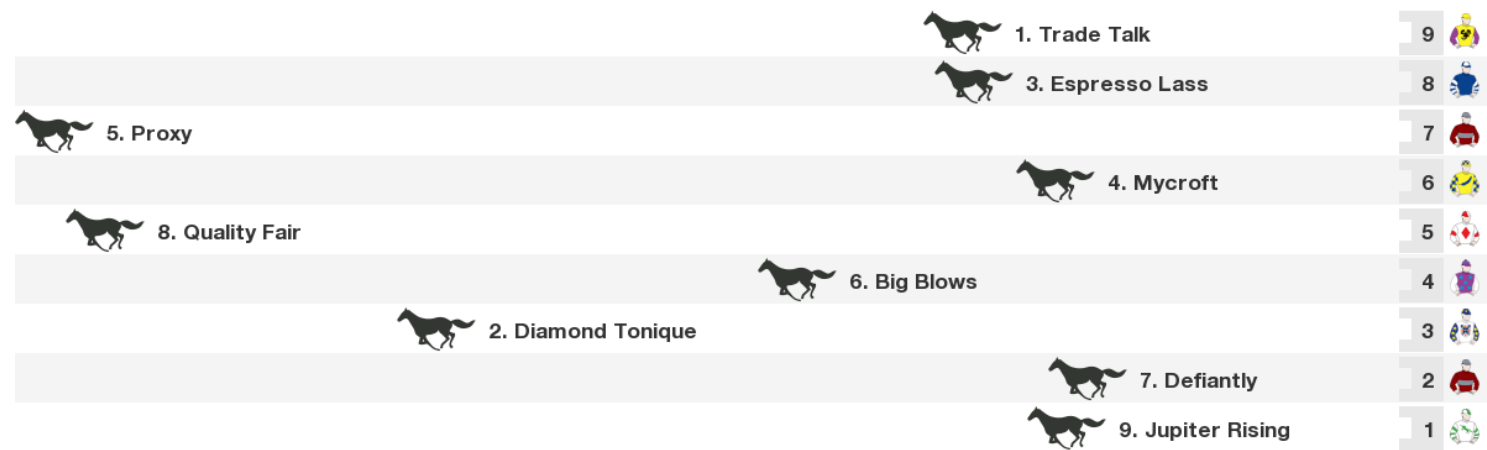 1. Trade Talk 9
3. Espresso Lass 8
5. Proxy 7
4. Mycroft 6
8. Quality Fair 5
6. Big Blows 4
2. Diamond Tonique 3
7. Defiantly 2
9. Jupiter Rising 1